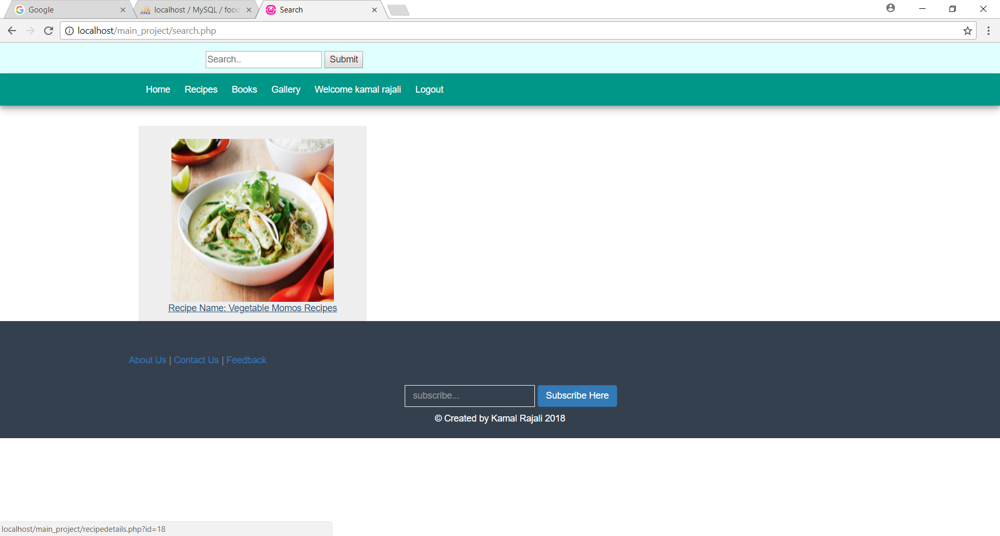 Google
localhost / MySQL / food
Search
localhost/main_project/search.php
Search..
Submit
Home Recipes Books Gallery Welcome kamal rajali Logout
Recipe Name: Vegetable Momos Recipes
About Us | Contact Us | Feedback
subscribe...
Subscribe Here
© Created by Kamal Rajali 2018
localhost/main_project/recipedetails.php?id=18